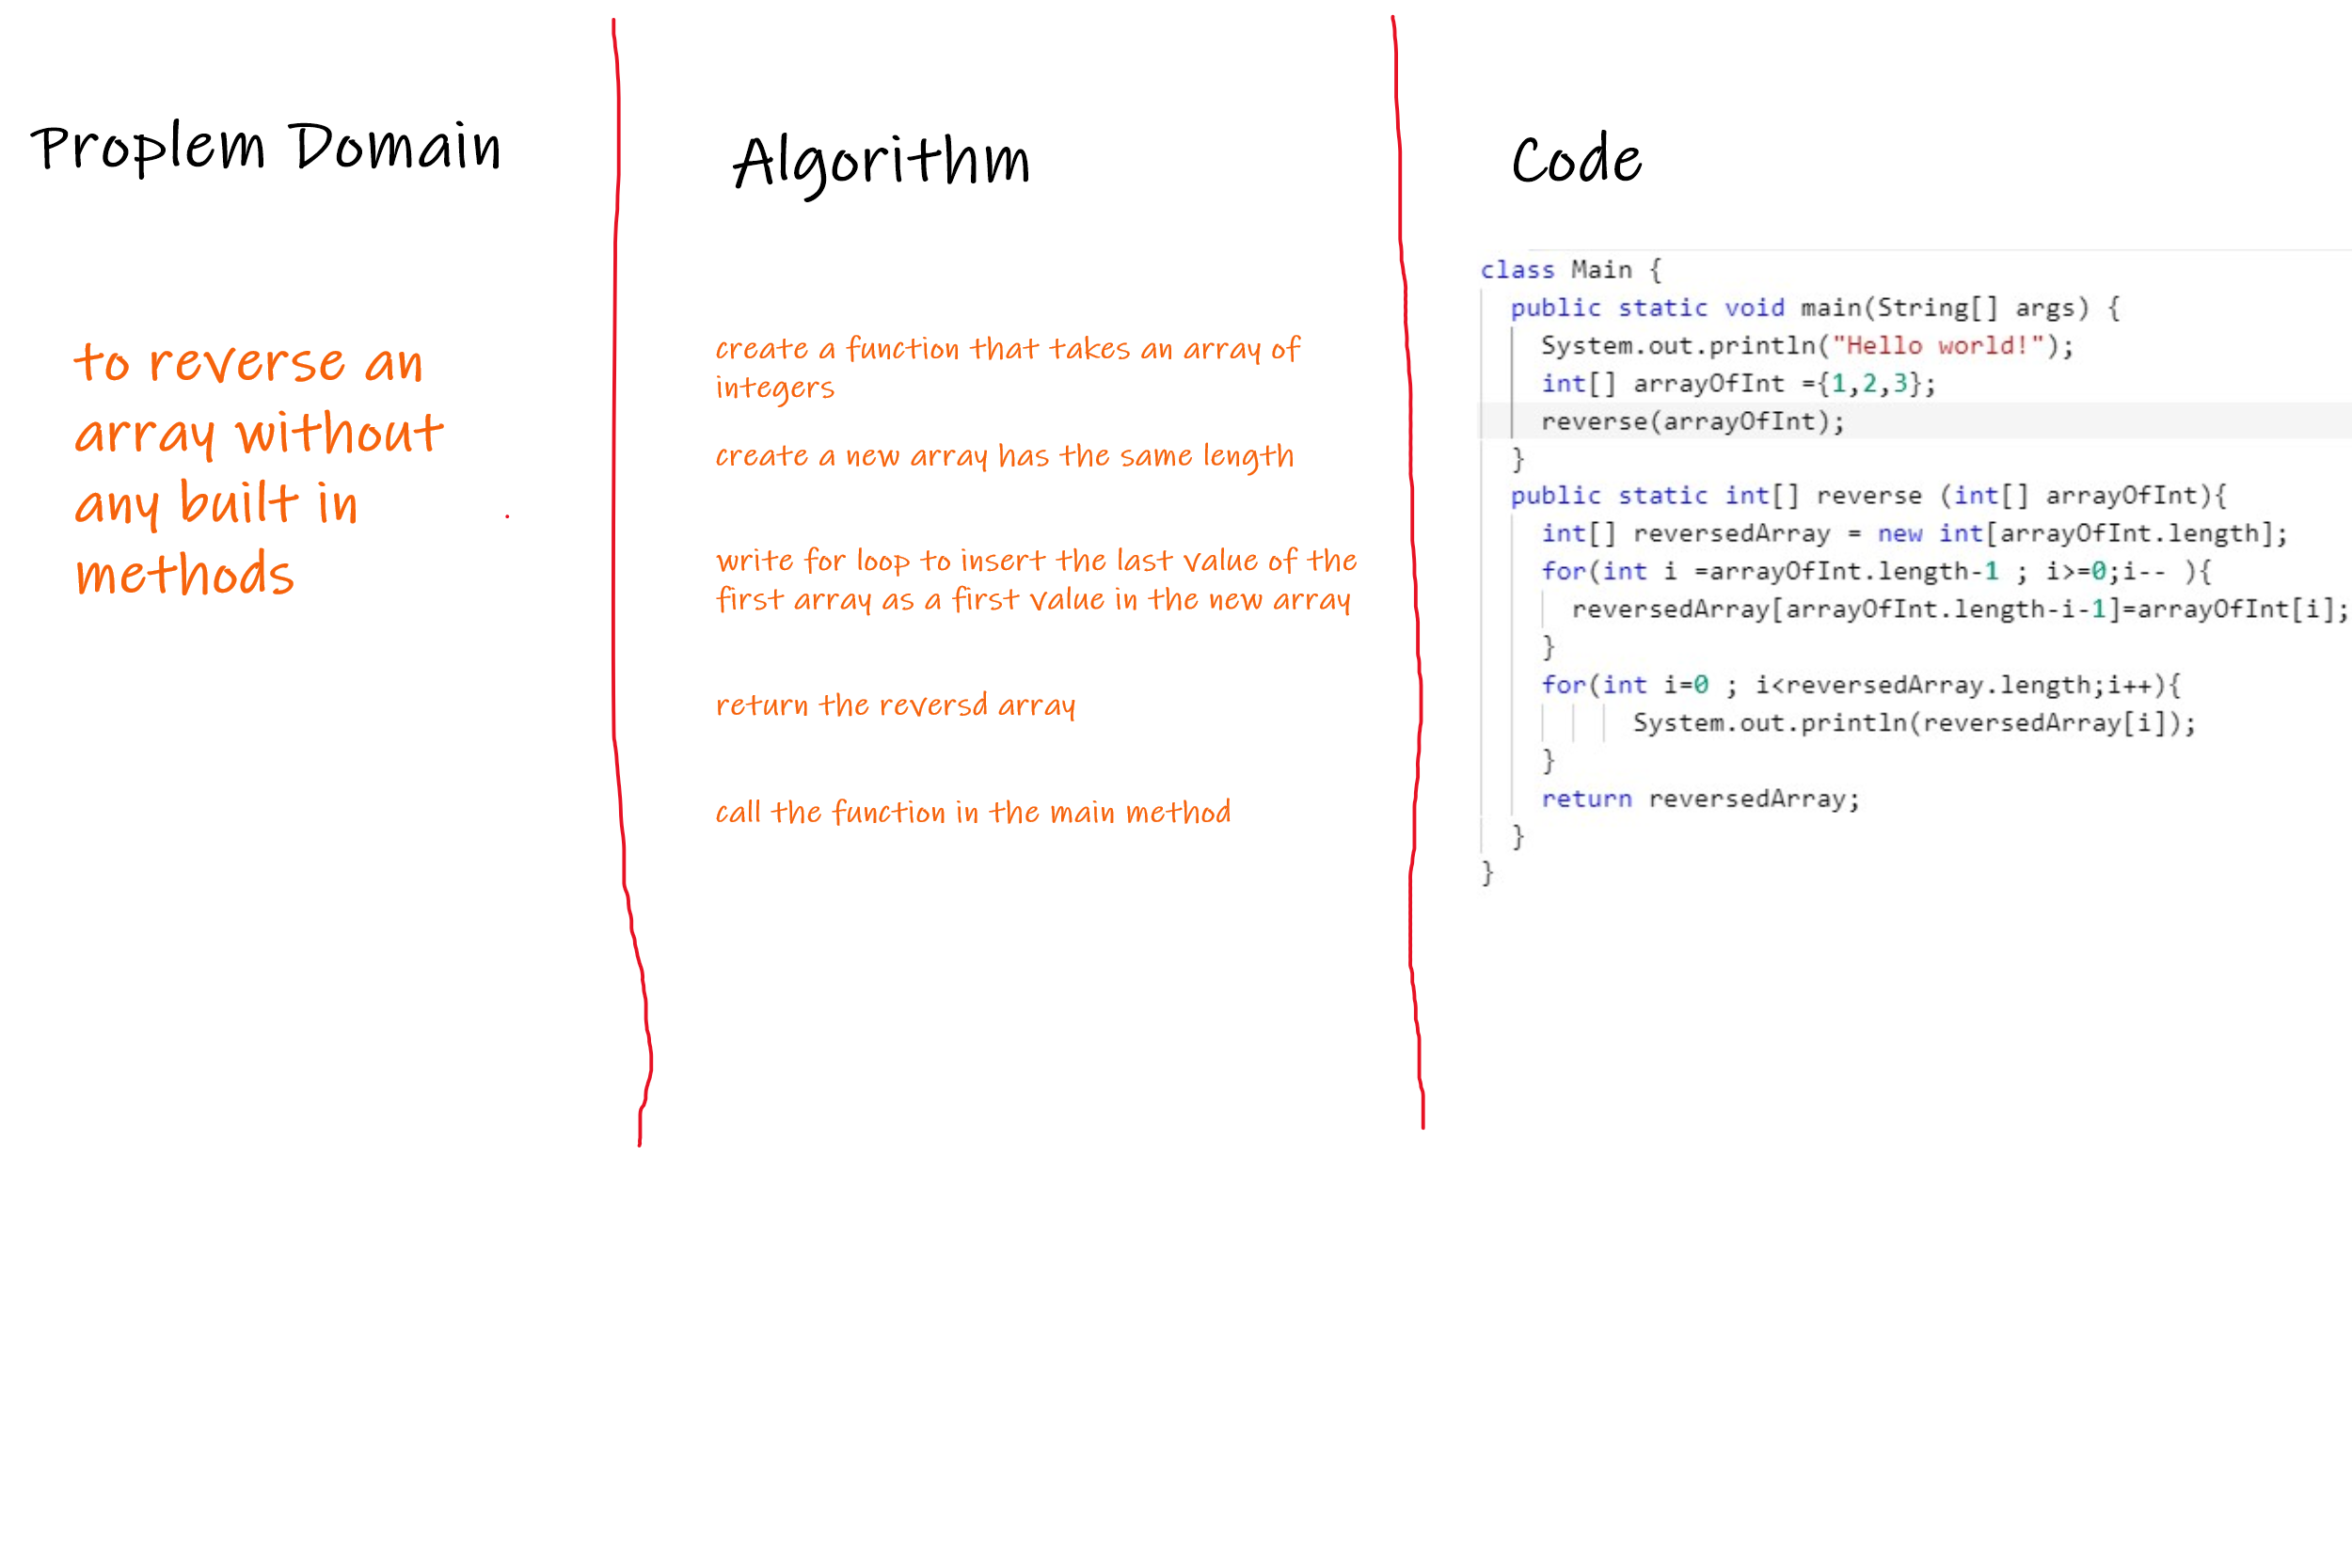 Proplem Domain
to reverse an
array without
any built in
methods
Algorithm
create a function that takes an array of
integers
create a new array has the same length
write for loop to insert the last value of the
first array as a first value in the new array
return the reversd array
call the function in the main method
Code
class Main {
public static void main(String[] args) {
System.out.println("Hello world!");
int[] arrayOfInt ={1,2,3};
reverse(arrayOfInt);
}
public static int[] reverse (int[] arrayOfInt){
int[] reversedArray = new int[arrayOfInt.length];
for(int i =arrayOfInt.length-1 ; i>=0;i-- ){
reversedArray[arrayOfInt.length-i-1]=arrayOfInt[i];
}
for(int i=0 ; i<reversedArray.length;i++){
System.out.println(reversedArray[i]);
}
return reversedArray;
}
}